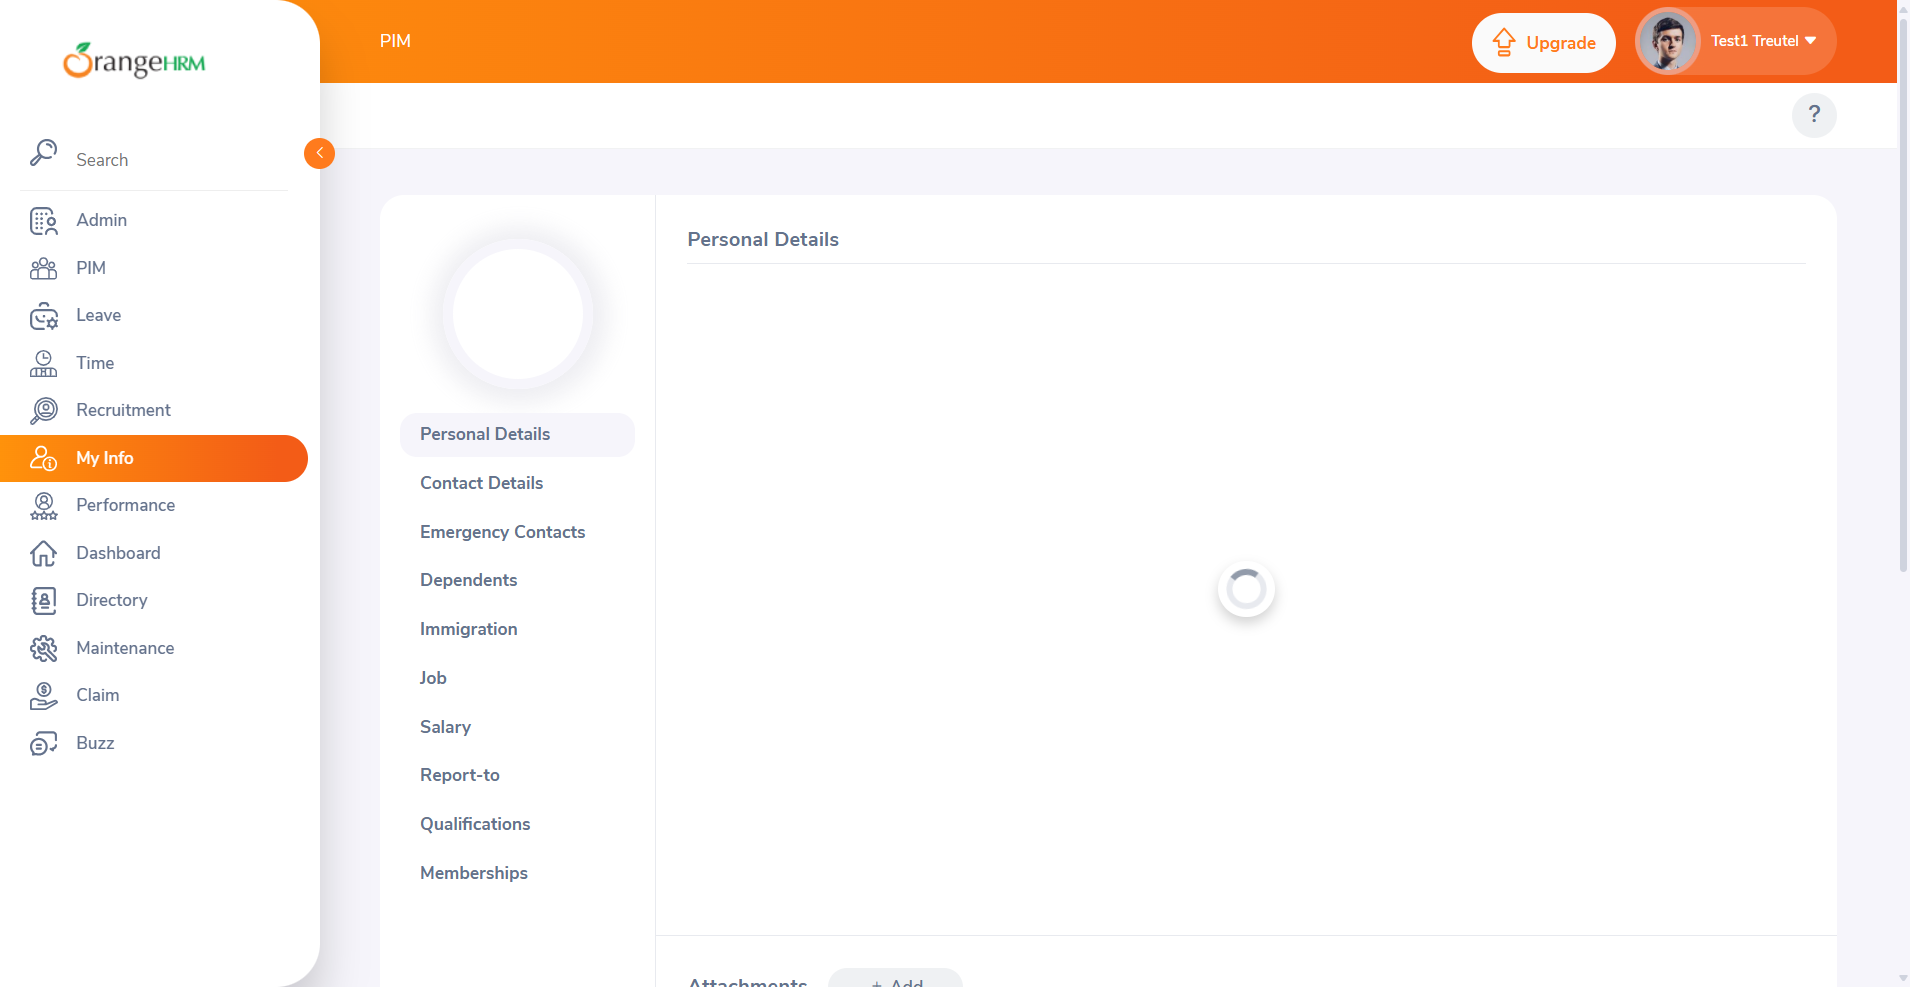 OrangeHRM
PIM
Upgrade
Test1 Treutel
?
Search
Admin
PIM
Leave
Time
Recruitment
My Info
Performance
Dashboard
Directory
Maintenance
Claim
Buzz
Personal Details
Contact Details
Emergency Contacts
Dependents
Immigration
Job
Salary
Report-to
Qualifications
Memberships
Personal Details
Attachments
+ Add